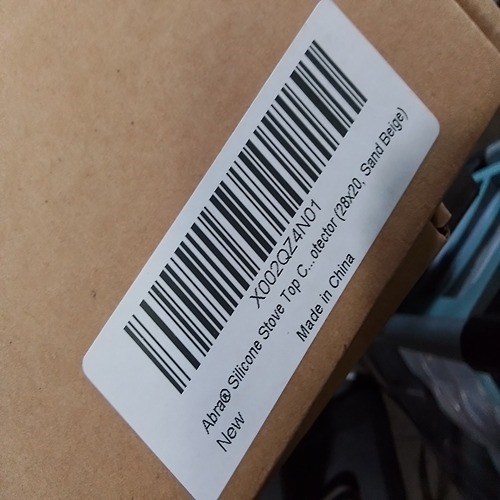 X002QZ4N01
Abra® Silicone Stove Top C...otector (28x20, Sand Beige)
New
Made in China